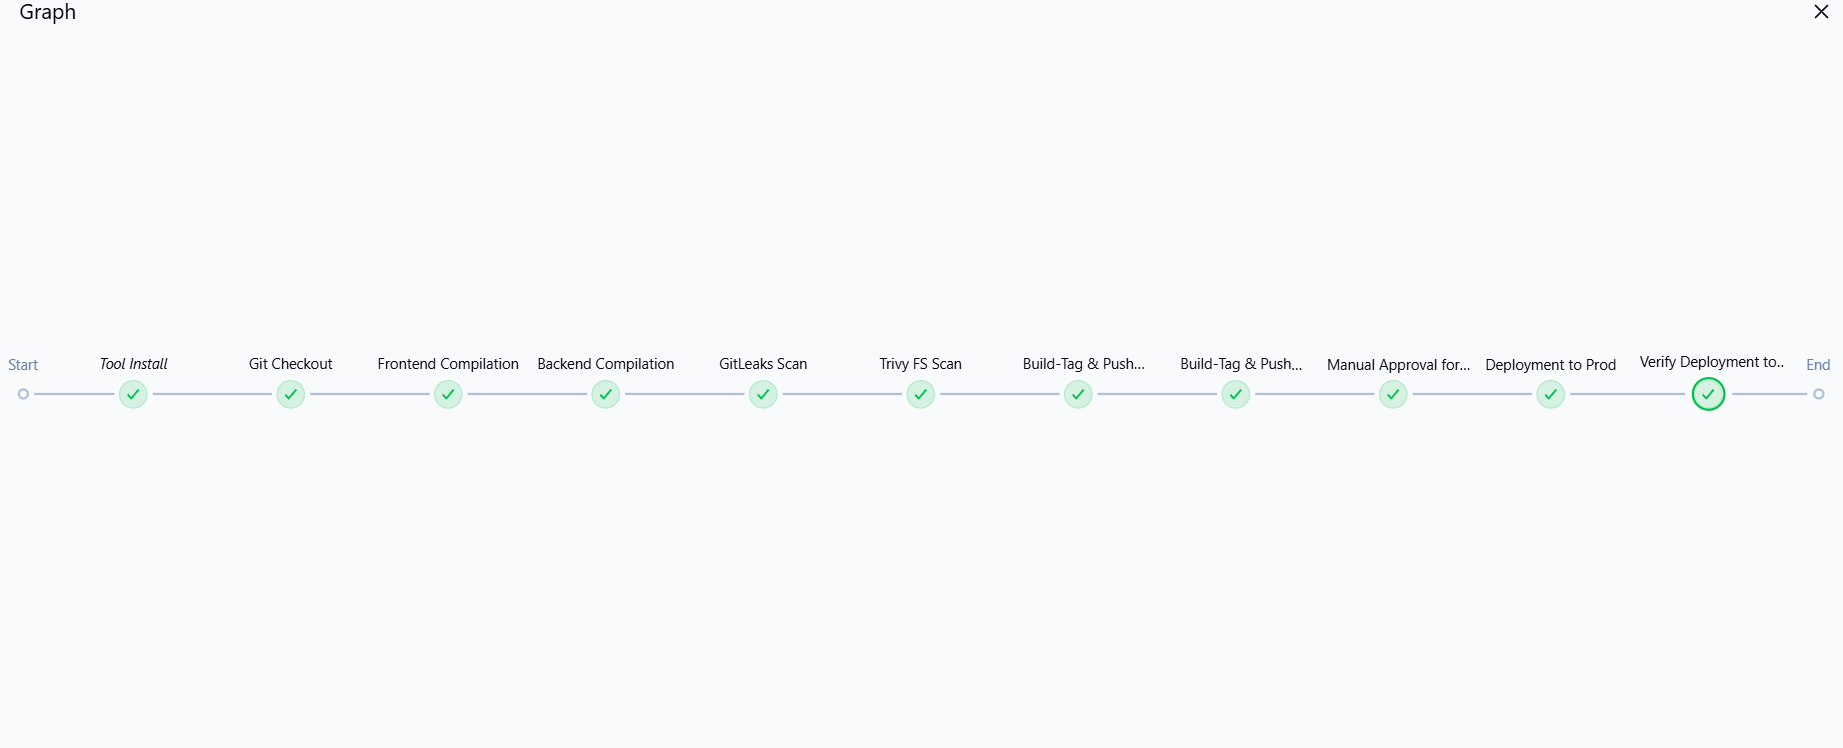 Graph
Start
Tool Install
Git Checkout
Frontend Compilation
Backend Compilation
GitLeaks Scan
Trivy FS Scan
Build-Tag & Push...
Build-Tag & Push...
Manual Approval for...
Deployment to Prod
Verify Deployment to..
End